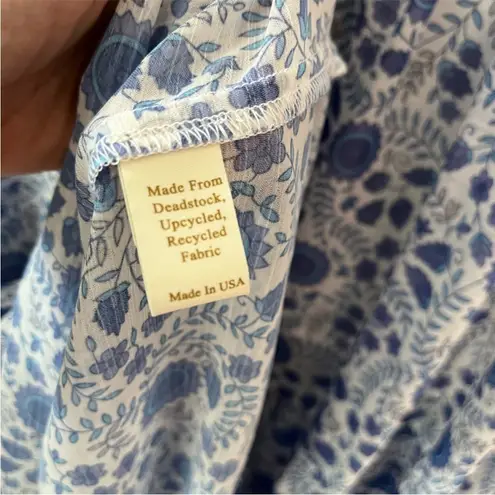 Made From
Deadstock,
Upcycled,
Recycled
Fabric
Made In USA